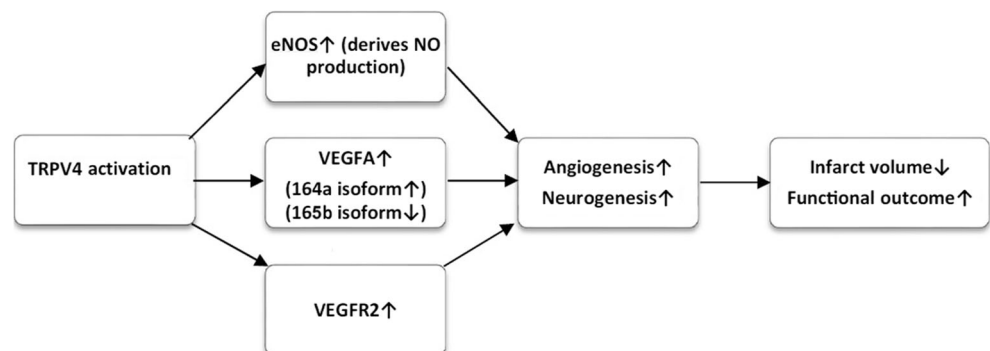 eNOS↑ (derives NO
production)
TRPV4 activation
VEGFA↑
(164a isoform↑)
(165b isoform↓)
VEGFR2↑
Angiogenesis↑
Neurogenesis↑
Infarct volume↓
Functional outcome↑